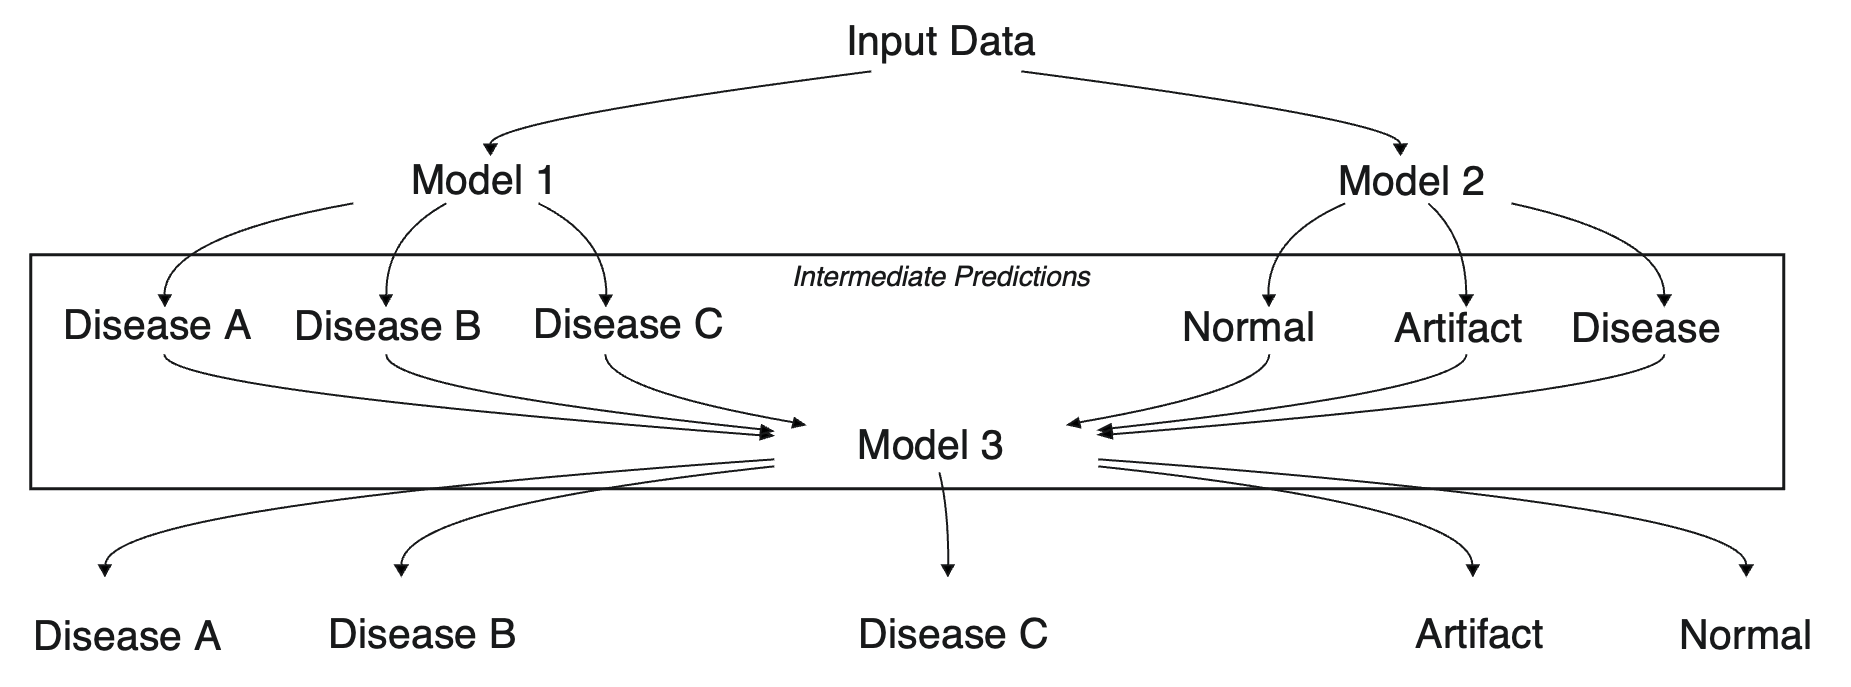 Input Data
Model 1
Model 2
Intermediate Predictions
Disease A
Disease B
Disease C
Normal
Artifact
Disease
Model 3
Disease A
Disease B
Disease C
Artifact
Normal